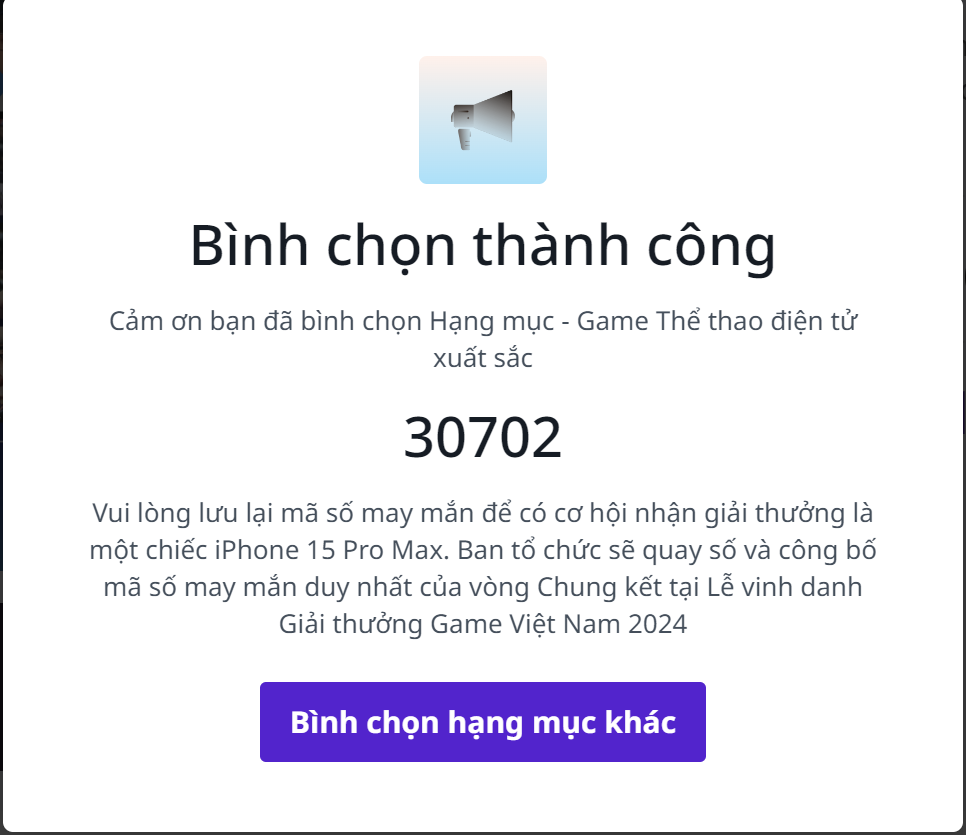 Bình chọn thành công
Cảm ơn bạn đã bình chọn Hạng mục - Game Thể thao điện tử
xuất sắc
30702
Vui lòng lưu lại mã số may mắn để có cơ hội nhận giải thưởng là
một chiếc iPhone 15 Pro Max. Ban tổ chức sẽ quay số và công bố
mã số may mắn duy nhất của vòng Chung kết tại Lễ vinh danh
Giải thưởng Game Việt Nam 2024
Bình chọn hạng mục khác